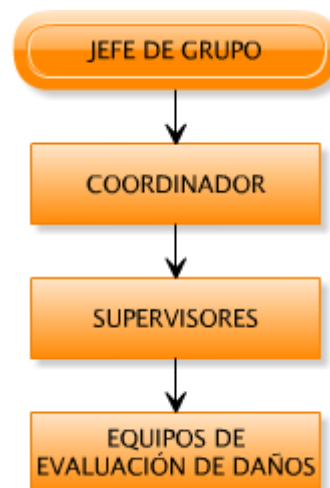 JEFE DE GRUPO
COORDINADOR
SUPERVISORES
EQUIPOS DE
EVALUACIÓN DE DAÑOS